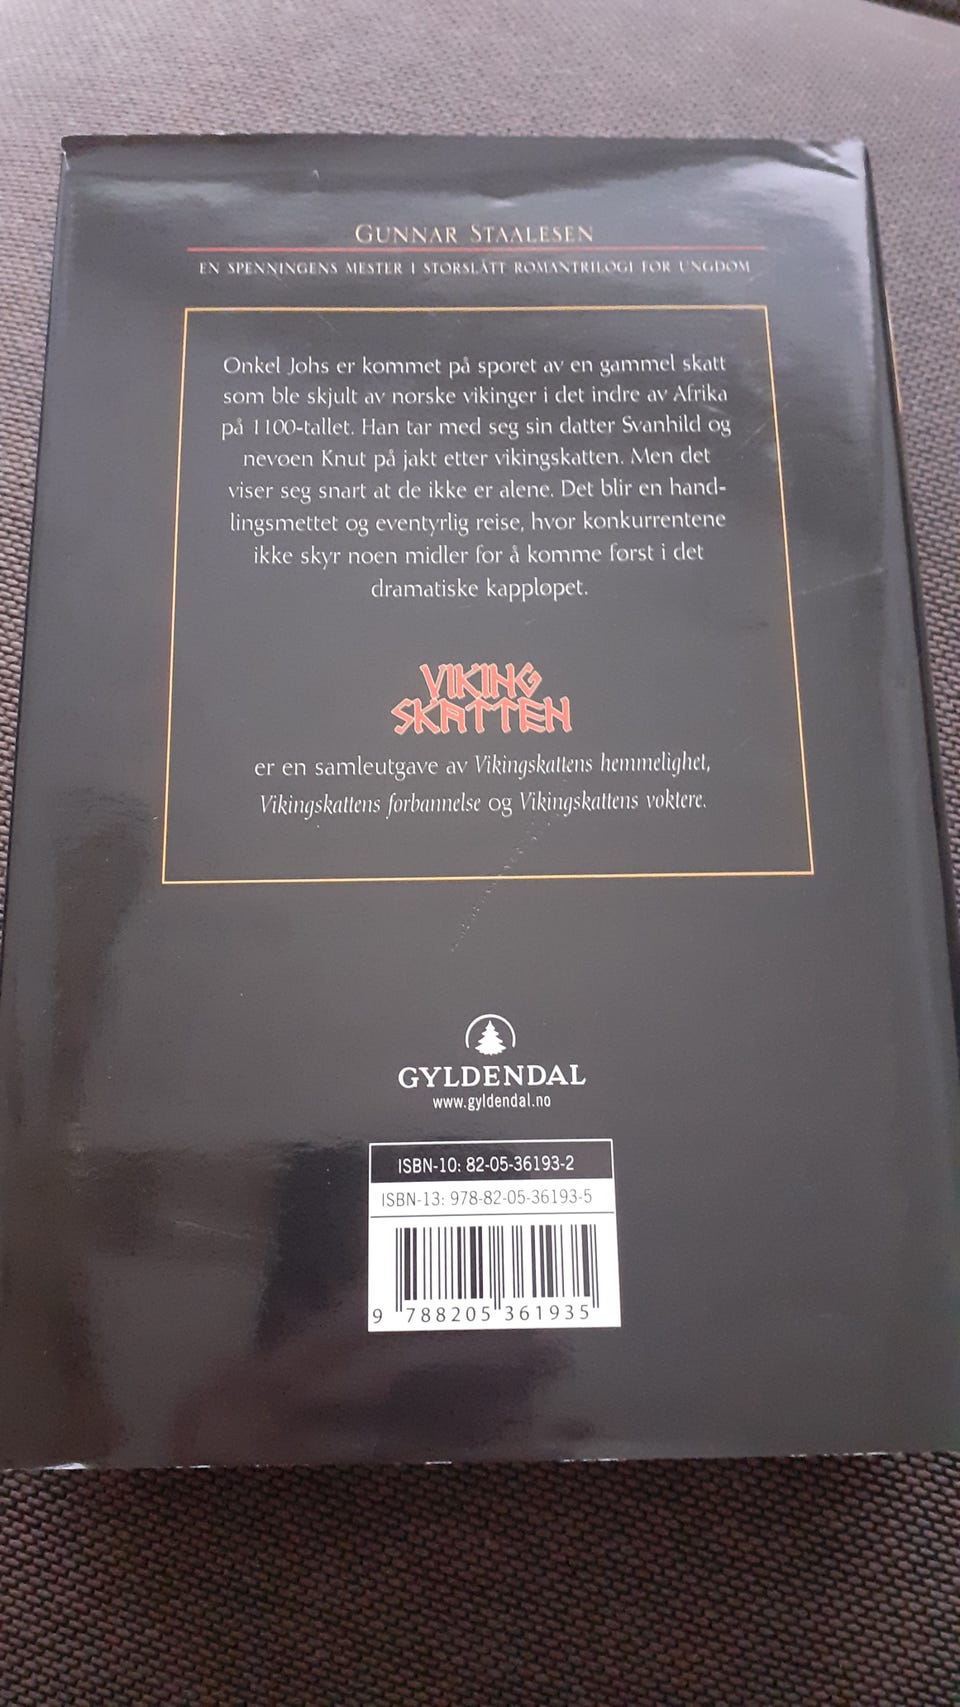 GUNNAR STAALESEN
EN SPENNINGENS MESTER I STORSLÅTT ROMANTRILOGI FOR UNGDOM
Onkel Johs er kommet på sporet av en gammel skatt
som ble skjult av norske vikinger i det indre av Afrika
på 1100-tallet. Han tar med seg sin datter Svanhild og
nevøen Knut på jakt etter vikingskatten. Men det
viser seg snart at de ikke er alene. Det blir en hand-
lingsmettet og eventyrlig reise, hvor konkurrentene
ikke skyr noen midler for å komme først i det
dramatiske kappløpet.
VIKING
SKATTEN
er en samleutgave av Vikingskattens hemmelighet,
Vikingskattens forbannelse og Vikingskattens voktere.
GYLDENDAL
www.gyldendal.no
ISBN-10: 82-05-36193-2
ISBN-13: 978-82-05-36193-5
9 788205 361935